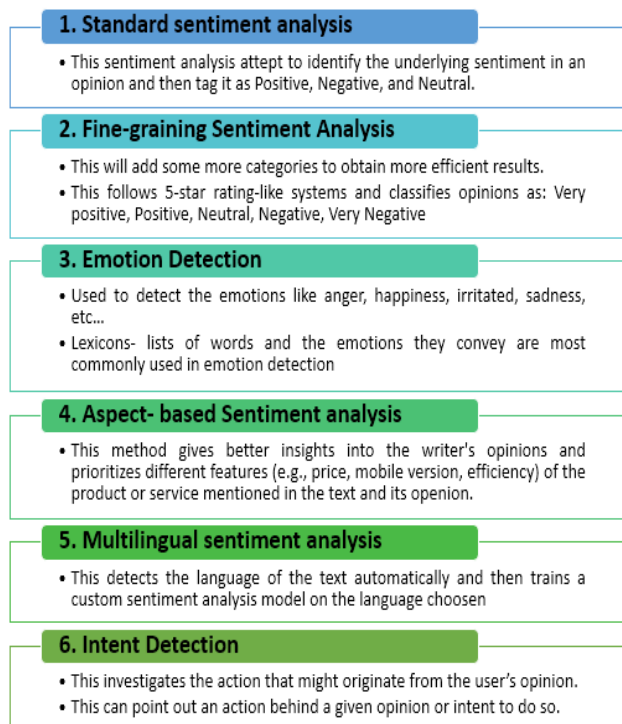 1. Standard sentiment analysis
• This sentiment analysis attept to identify the underlying sentiment in an
opinion and then tag it as Positive, Negative, and Neutral.
2. Fine-graining Sentiment Analysis
• This will add some more categories to obtain more efficient results.
• This follows 5-star rating-like systems and classifies opinions as: Very
positive, Positive, Neutral, Negative, Very Negative
3. Emotion Detection
• Used to detect the emotions like anger, happiness, irritated, sadness,
etc...
• Lexicons- lists of words and the emotions they convey are most
commonly used in emotion detection
4. Aspect- based Sentiment analysis
• This method gives better insights into the writer's opinions and
prioritizes different features (e.g., price, mobile version, efficiency) of the
product or service mentioned in the text and its openion.
5. Multilingual sentiment analysis
• This detects the language of the text automatically and then trains a
custom sentiment analysis model on the language choosen
6. Intent Detection
• This investigates the action that might originate from the user’s opinion.
• This can point out an action behind a given opinion or intent to do so.